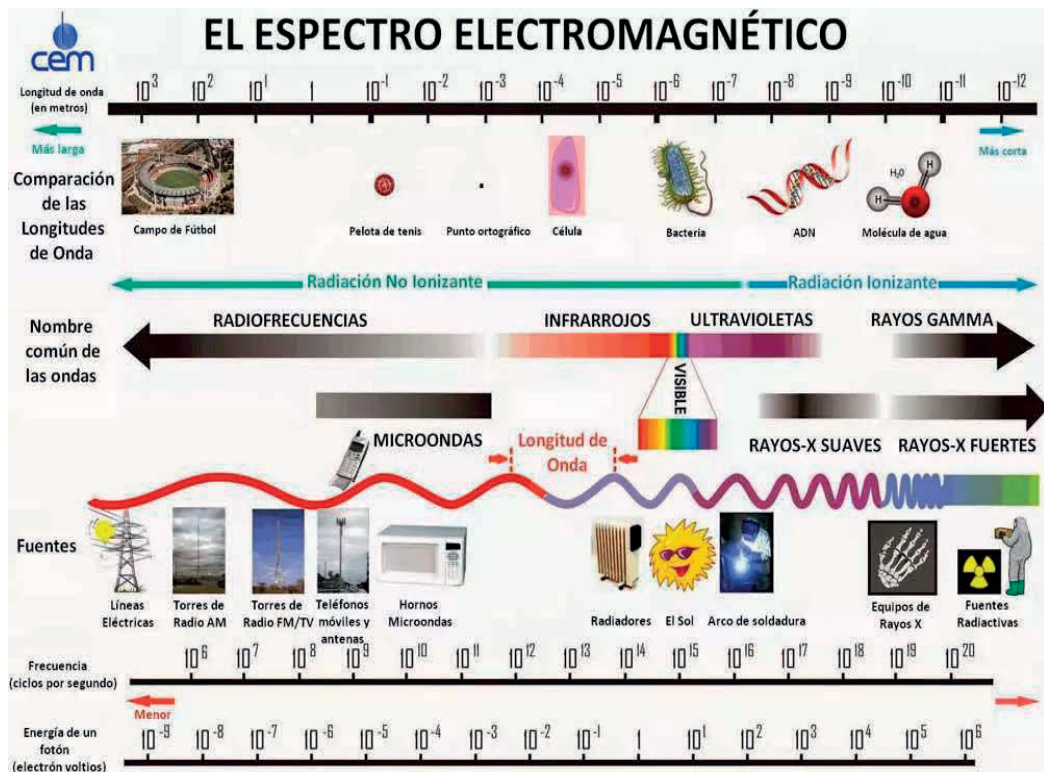 cem
EL ESPECTRO ELECTROMAGNÉTICO
Longitud de onda
(en metros)
10³ 10² 10¹ 1 10⁻¹ 10⁻² 10⁻³ 10⁻⁴ 10⁻⁵ 10⁻⁶ 10⁻⁷ 10⁻⁸ 10⁻⁹ 10⁻¹⁰ 10⁻¹¹ 10⁻¹²
Más larga
Más corta
Comparación
de las
Longitudes
de Onda
H₂O
H
H
Campo de Fútbol
Pelota de tenis
Punto ortográfico
Célula
Bacteria
ADN
Molécula de agua
Radiación No Ionizante
Radiación Ionizante
Nombre
común de
las ondas
RADIOFRECUENCIAS
INFRARROJOS
ULTRAVIOLETAS
RAYOS GAMMA
VISIBLE
MICROONDAS
Longitud de
Onda
RAYOS-X SUAVES
RAYOS-X FUERTES
Fuentes
Líneas
Eléctricas
Torres de
Radio AM
Torres de
Radio FM/TV
Teléfonos
móviles y
antenas
Hornos
Microondas
Radiadores
El Sol
Arco de soldadura
Equipos de
Rayos X
Fuentes
Radiactivas
Frecuencia
(ciclos por segundo)
10⁶ 10⁷ 10⁸ 10⁹ 10¹⁰ 10¹¹ 10¹² 10¹³ 10¹⁴ 10¹⁵ 10¹⁶ 10¹⁷ 10¹⁸ 10¹⁹ 10²⁰
Menor
Energía de un
fotón
(electrón voltios)
10⁻⁹ 10⁻⁸ 10⁻⁷ 10⁻⁶ 10⁻⁵ 10⁻⁴ 10⁻³ 10⁻² 10⁻¹ 1 10¹ 10² 10³ 10⁴ 10⁵ 10⁶